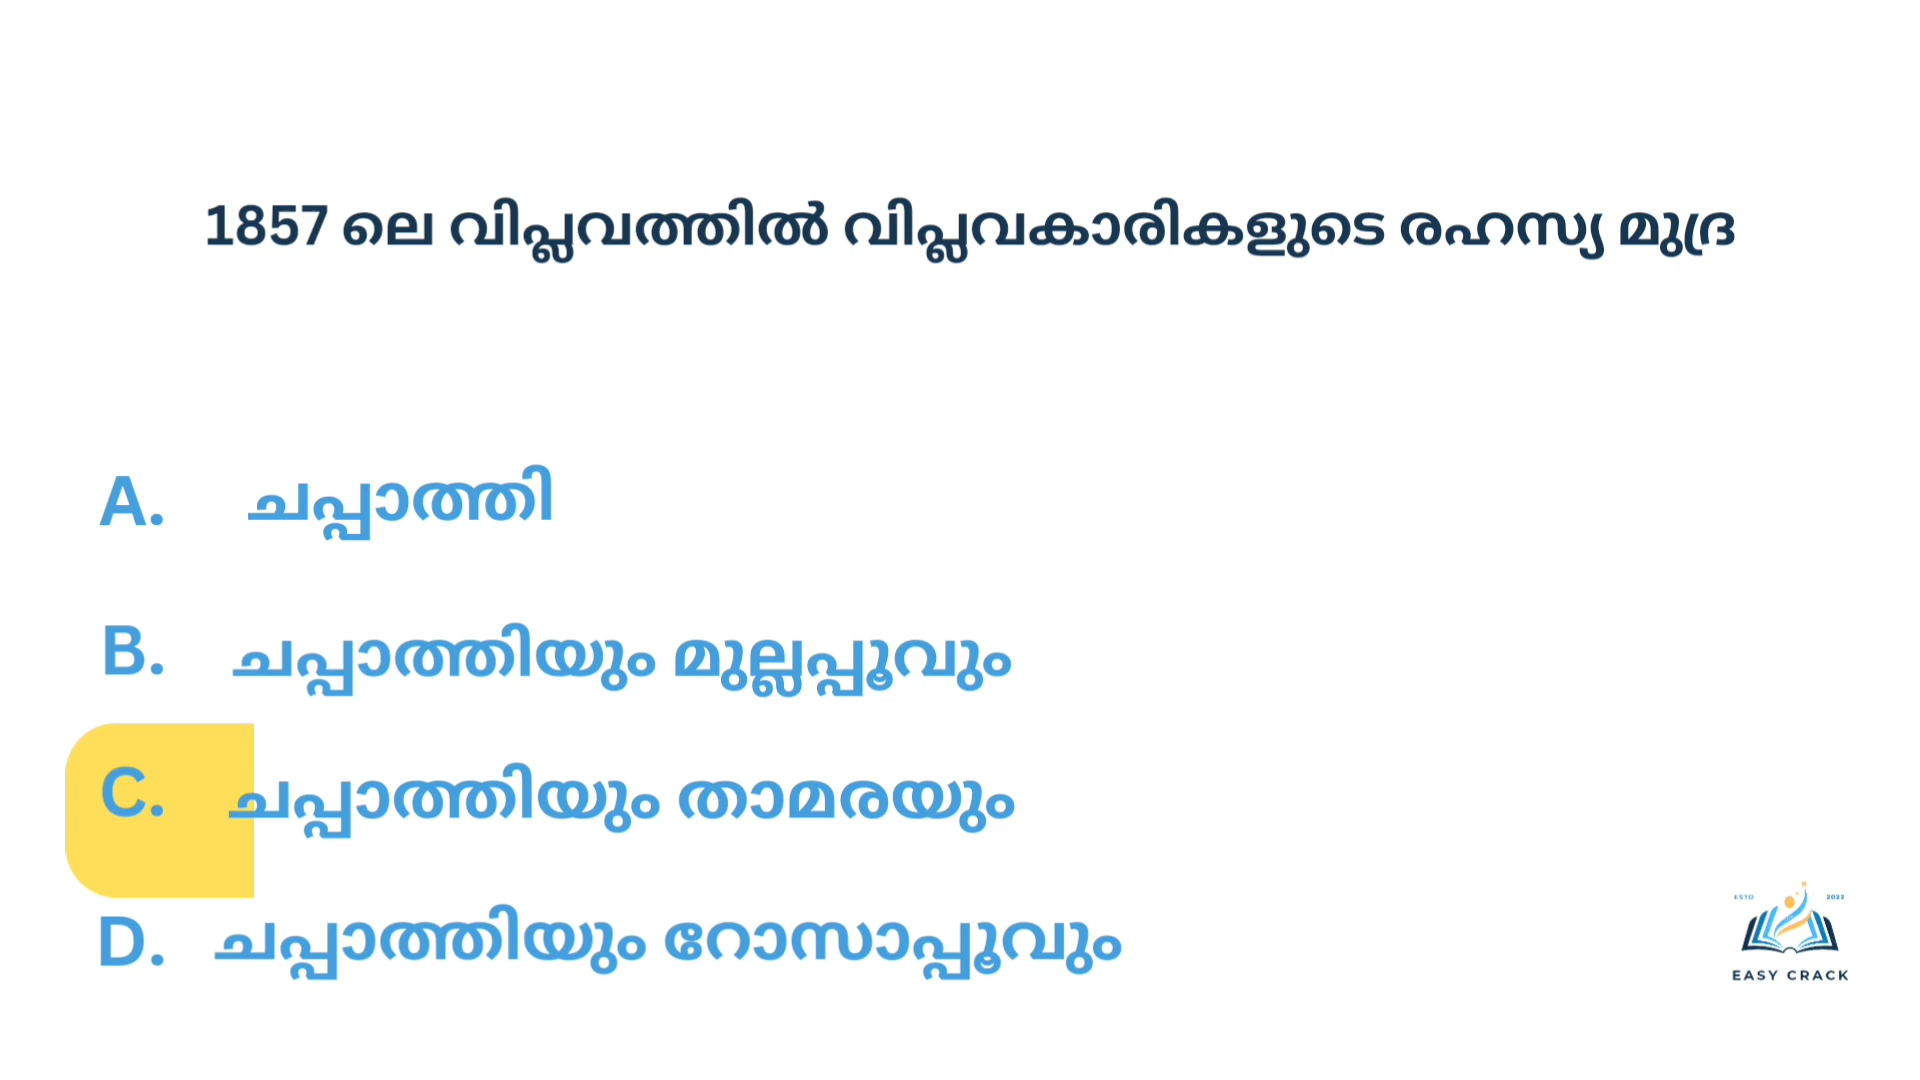 1857 ലെ വിപ്ലവത്തിൽ വിപ്ലവകാരികളുടെ രഹസ്യ മുദ്ര
A. ചപ്പാത്തി
B. ചപ്പാത്തിയും മുല്ലപ്പൂവും
C. ചപ്പാത്തിയും താമരയും
D. ചപ്പാത്തിയും റോസാപ്പൂവും
ESTD 2022
EASY CRACK